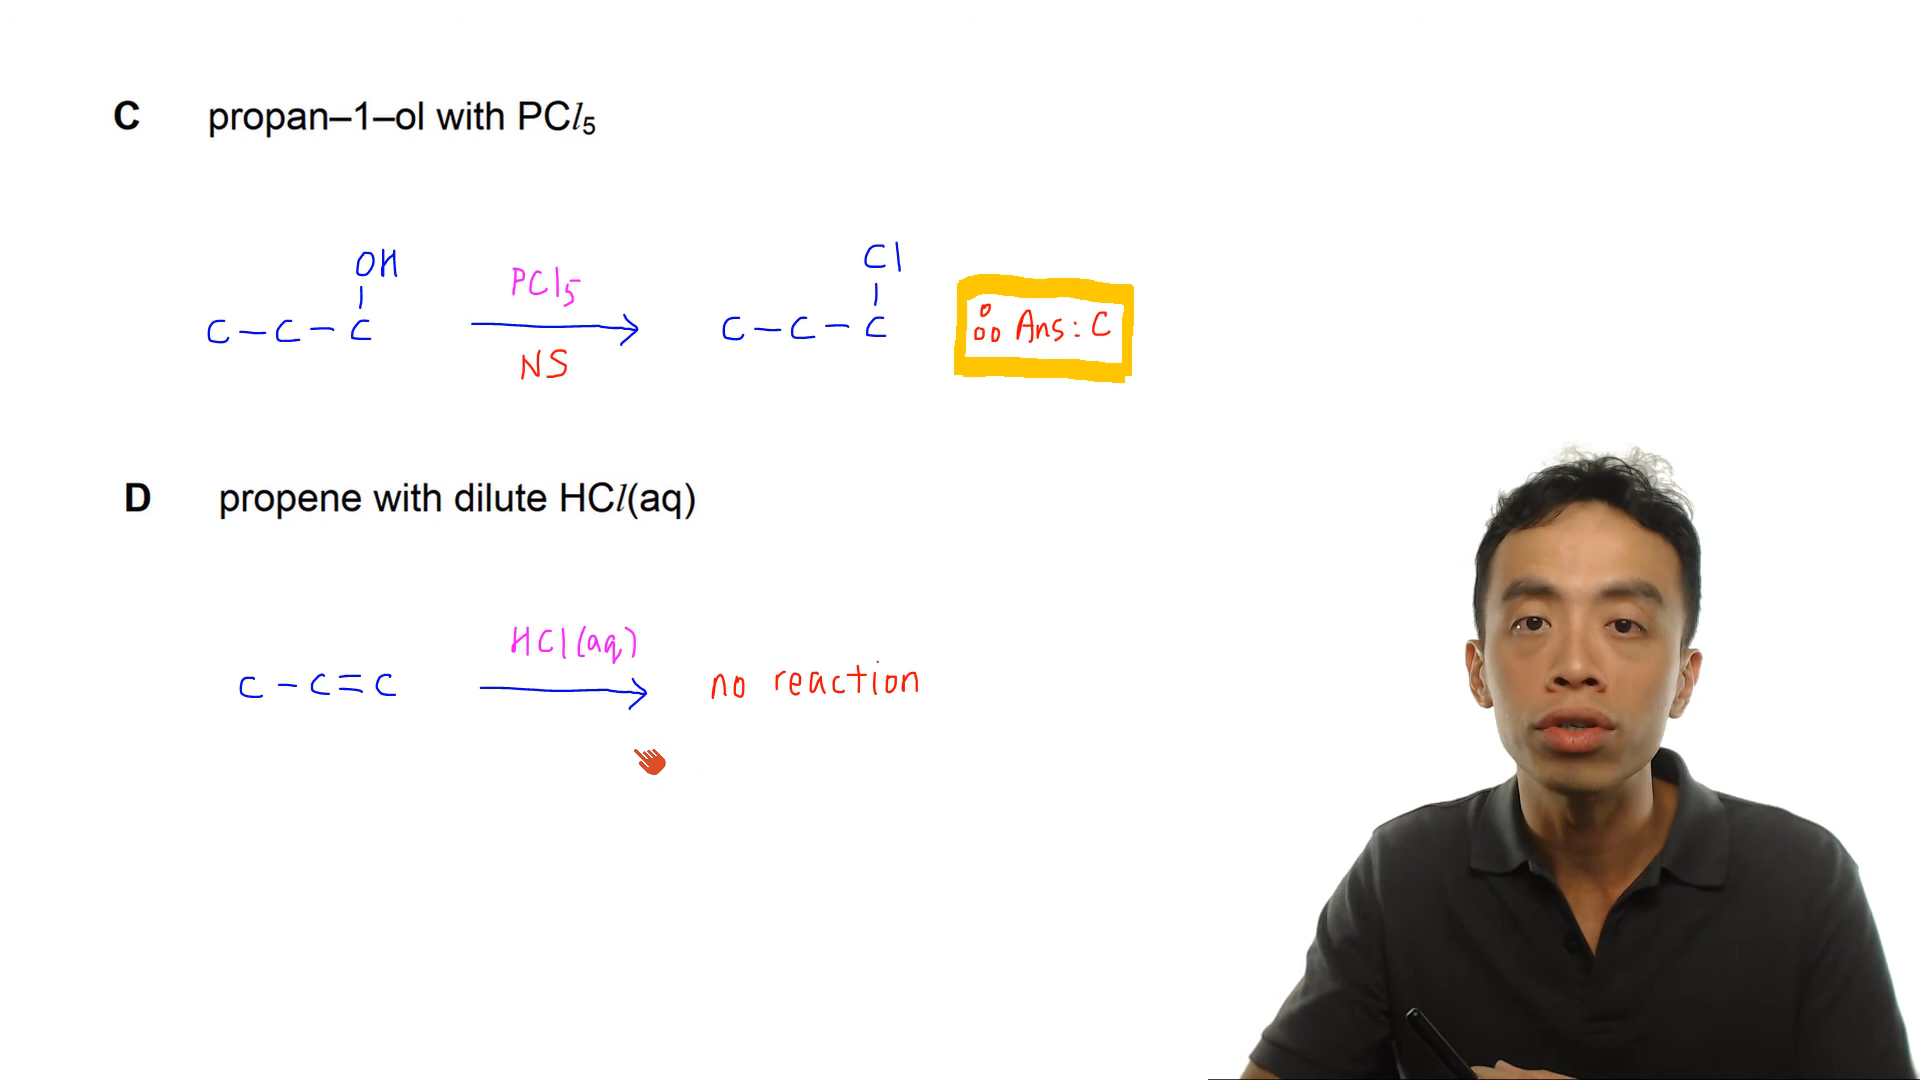 C propan–1–ol with PCl₅
OH
C – C – C
PCl₅
NS
Cl
C – C – C
∴ Ans: C
D propene with dilute HCl(aq)
C – C = C
HCl(aq)
no reaction